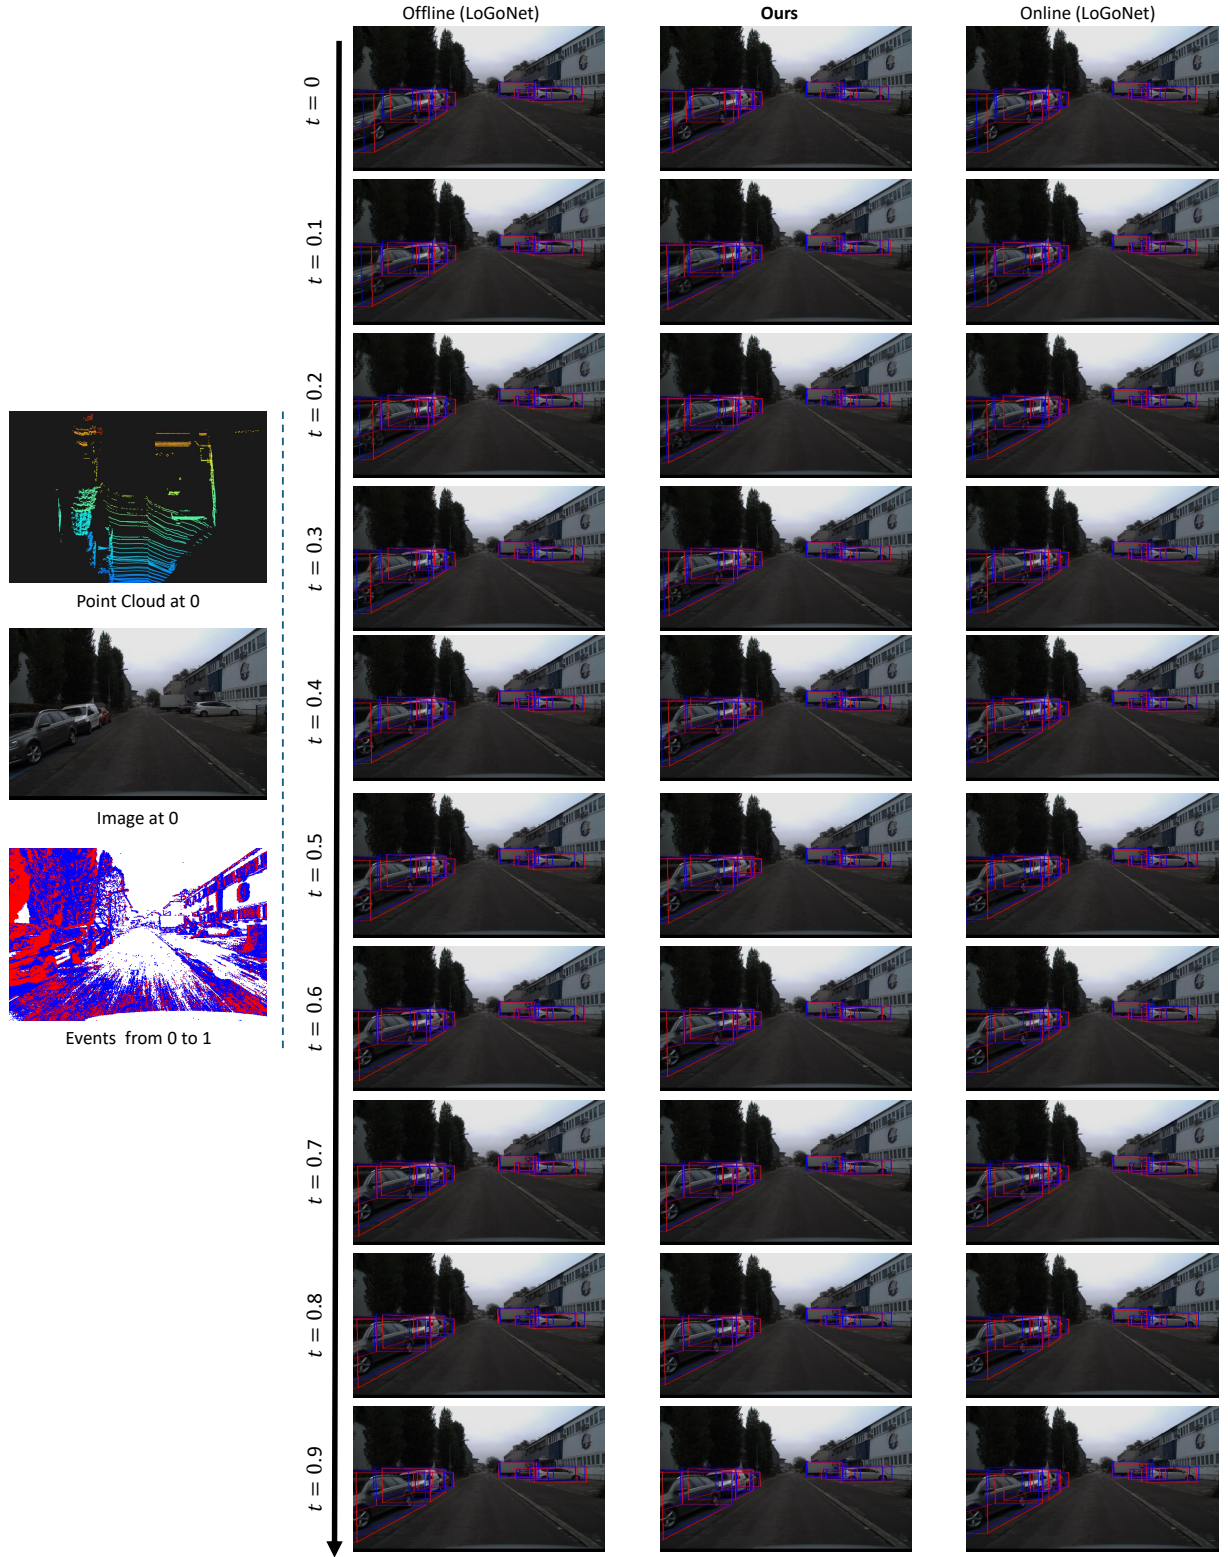 Offline (LoGoNet)
Ours
Online (LoGoNet)
t = 0
t = 0.1
t = 0.2
t = 0.3
t = 0.4
t = 0.5
t = 0.6
t = 0.7
t = 0.8
t = 0.9
Point Cloud at 0
Image at 0
Events from 0 to 1